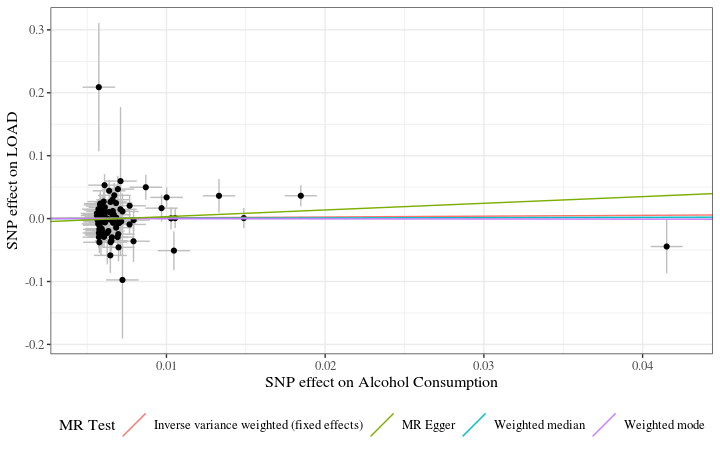 SNP effect on LOAD
0.3
0.2
0.1
0.0
-0.1
-0.2
0.01
0.02
0.03
0.04
SNP effect on Alcohol Consumption
MR Test
Inverse variance weighted (fixed effects)
MR Egger
Weighted median
Weighted mode